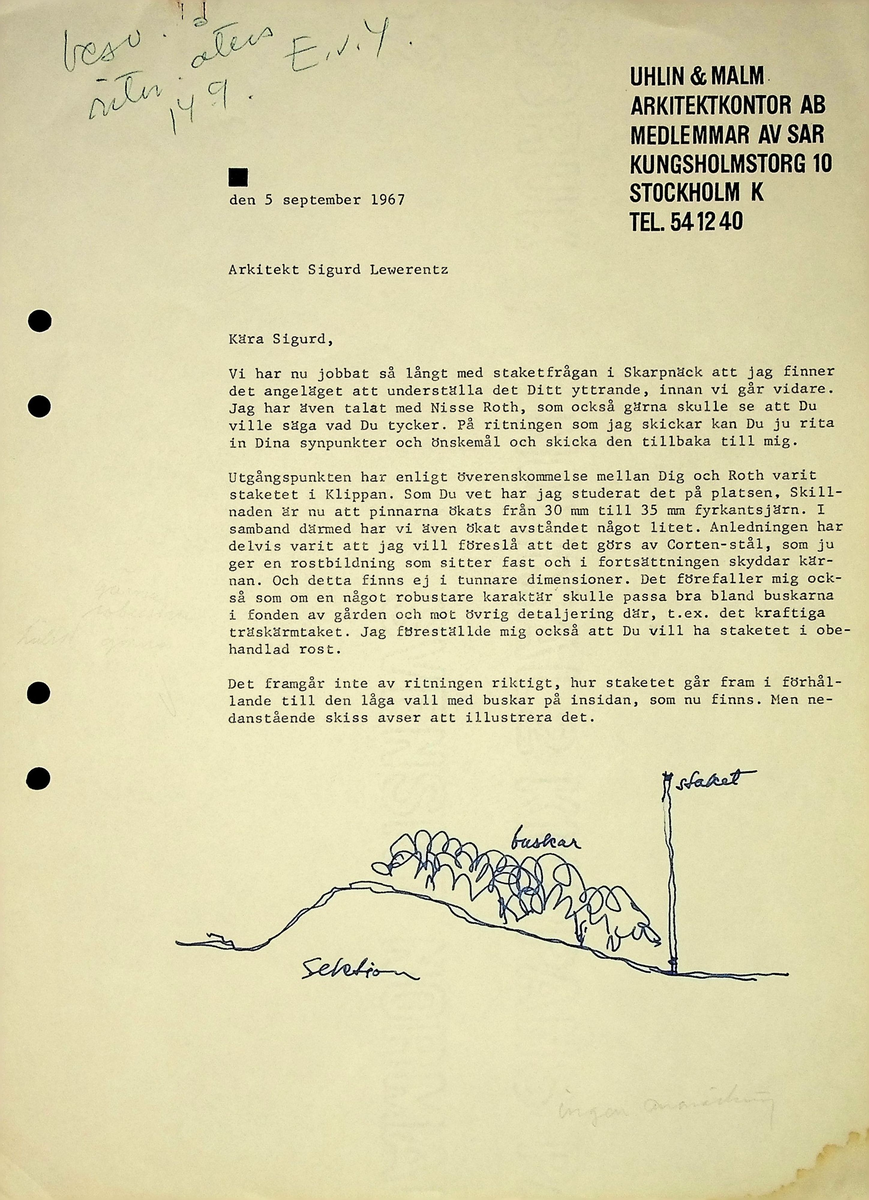 besv.
åters
E.v.Y.
14 9.
UHLIN & MALM
ARKITEKTKONTOR AB
MEDLEMMAR AV SAR
KUNGSHOLMSTORG 10
STOCKHOLM K
TEL. 54 12 40
den 5 september 1967
Arkitekt Sigurd Lewerentz
Kära Sigurd,
Vi har nu jobbat så långt med staketfrågan i Skarpnäck att jag finner
det angeläget att underställa det Ditt yttrande, innan vi går vidare.
Jag har även talat med Nisse Roth, som också gärna skulle se att Du
ville säga vad Du tycker. På ritningen som jag skickar kan Du ju rita
in Dina synpunkter och önskemål och skicka den tillbaka till mig.
Utgångspunkten har enligt överenskommelse mellan Dig och Roth varit
staketet i Klippan. Som Du vet har jag studerat det på platsen. Skill-
naden är nu att pinnarna ökats från 30 mm till 35 mm fyrkantsjärn. I
samband därmed har vi även ökat avståndet något litet. Anledningen har
delvis varit att jag vill föreslå att det görs av Corten-stål, som ju
ger en rostbildning som sitter fast och i fortsättningen skyddar kär-
nan. Och detta finns ej i tunnare dimensioner. Det förefaller mig ock-
så som om en något robustare karaktär skulle passa bra bland buskarna
i fonden av gården och mot övrig detaljering där, t.ex. det kraftiga
träskärmtaket. Jag föreställde mig också att Du vill ha staketet i obe-
handlad rost.
Det framgår inte av ritningen riktigt, hur staketet går fram i förhål-
lande till den låga vall med buskar på insidan, som nu finns. Men ne-
danstående skiss avser att illustrera det.
staket
buskar
Sektion
ingen anmärkning